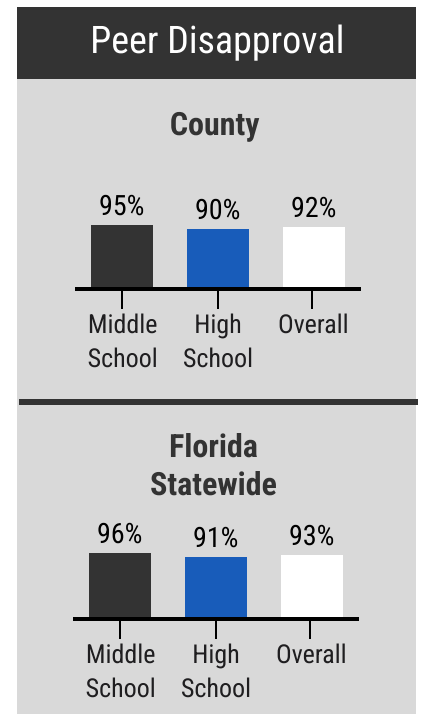 Peer Disapproval
County
95% 90% 92%
Middle School High School Overall
Florida
Statewide
96% 91% 93%
Middle School High School Overall